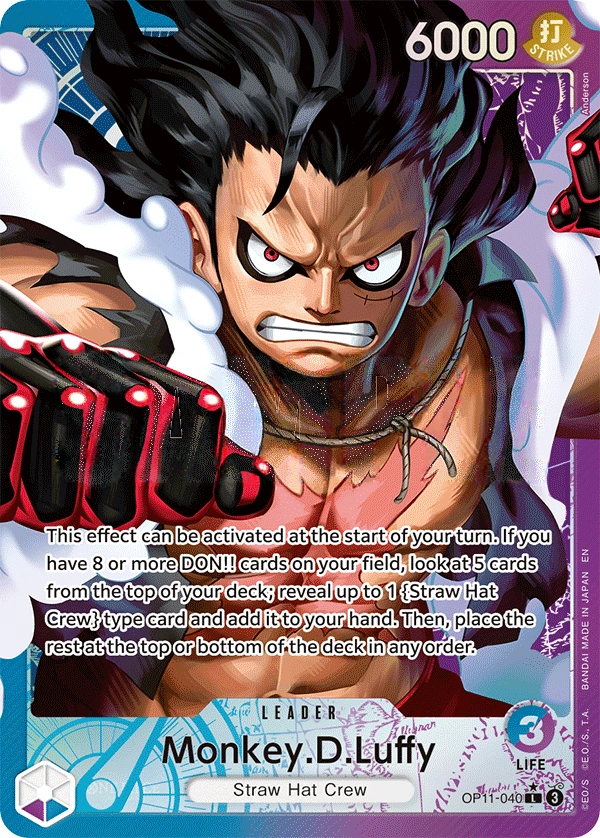 6000
打
STRIKE
Anderson
This effect can be activated at the start of your turn. If you
have 8 or more DON!! cards on your field, look at 5 cards
from the top of your deck; reveal up to 1 {Straw Hat
Crew} type card and add it to your hand. Then, place the
rest at the top or bottom of the deck in any order.
©E.O./S., T.A. BANDAI MADE IN JAPAN EN
©E.O/S
LEADER
Monkey.D.Luffy
Straw Hat Crew
3
LIFE
OP11-040 L 3